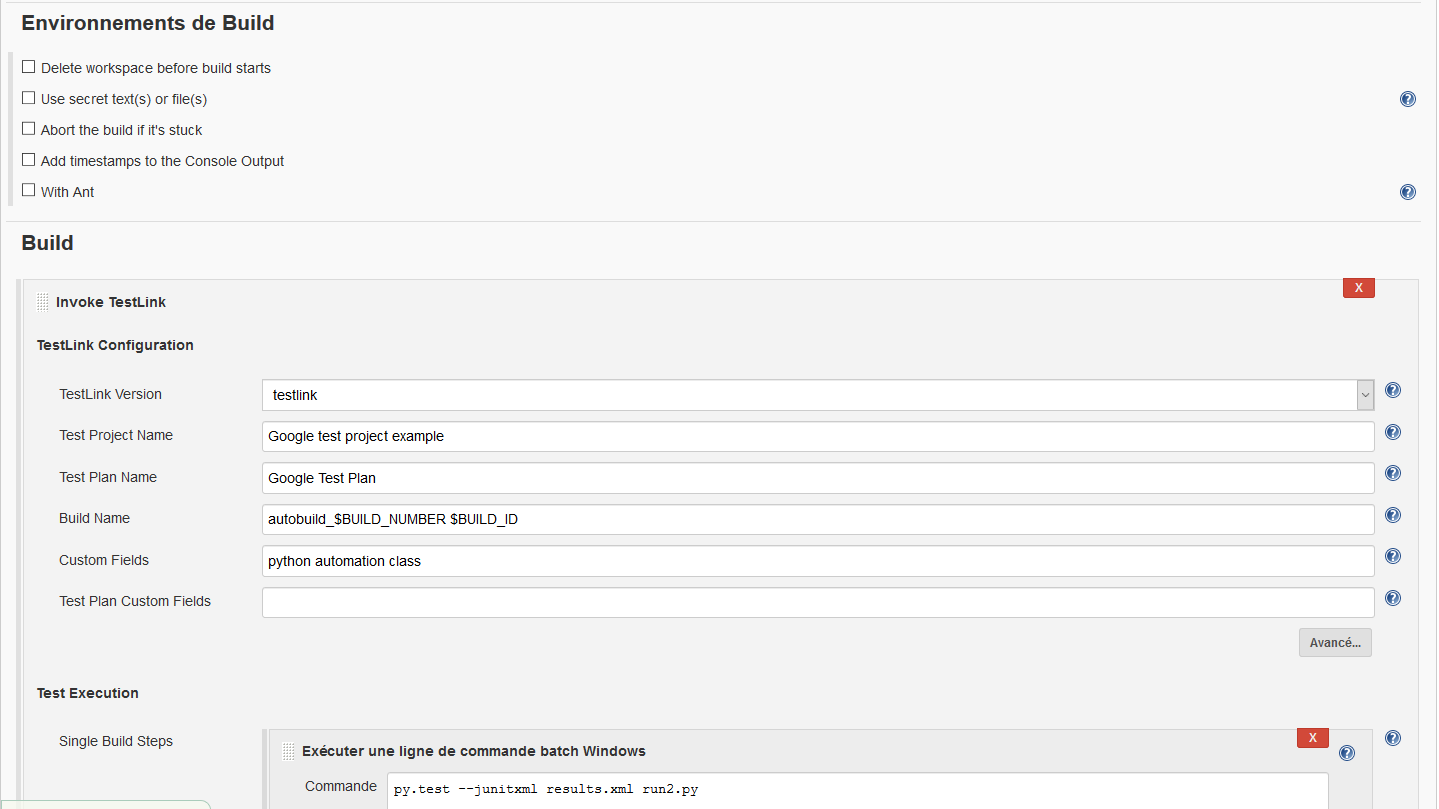 Environnements de Build
Delete workspace before build starts
Use secret text(s) or file(s)
Abort the build if it's stuck
Add timestamps to the Console Output
With Ant
Build
X
Invoke TestLink
TestLink Configuration
TestLink Version
testlink
Test Project Name
Google test project example
Test Plan Name
Google Test Plan
Build Name
autobuild_$BUILD_NUMBER $BUILD_ID
Custom Fields
python automation class
Test Plan Custom Fields
Avancé...
Test Execution
Single Build Steps
X
Exécuter une ligne de commande batch Windows
Commande
py.test --junitxml results.xml run2.py